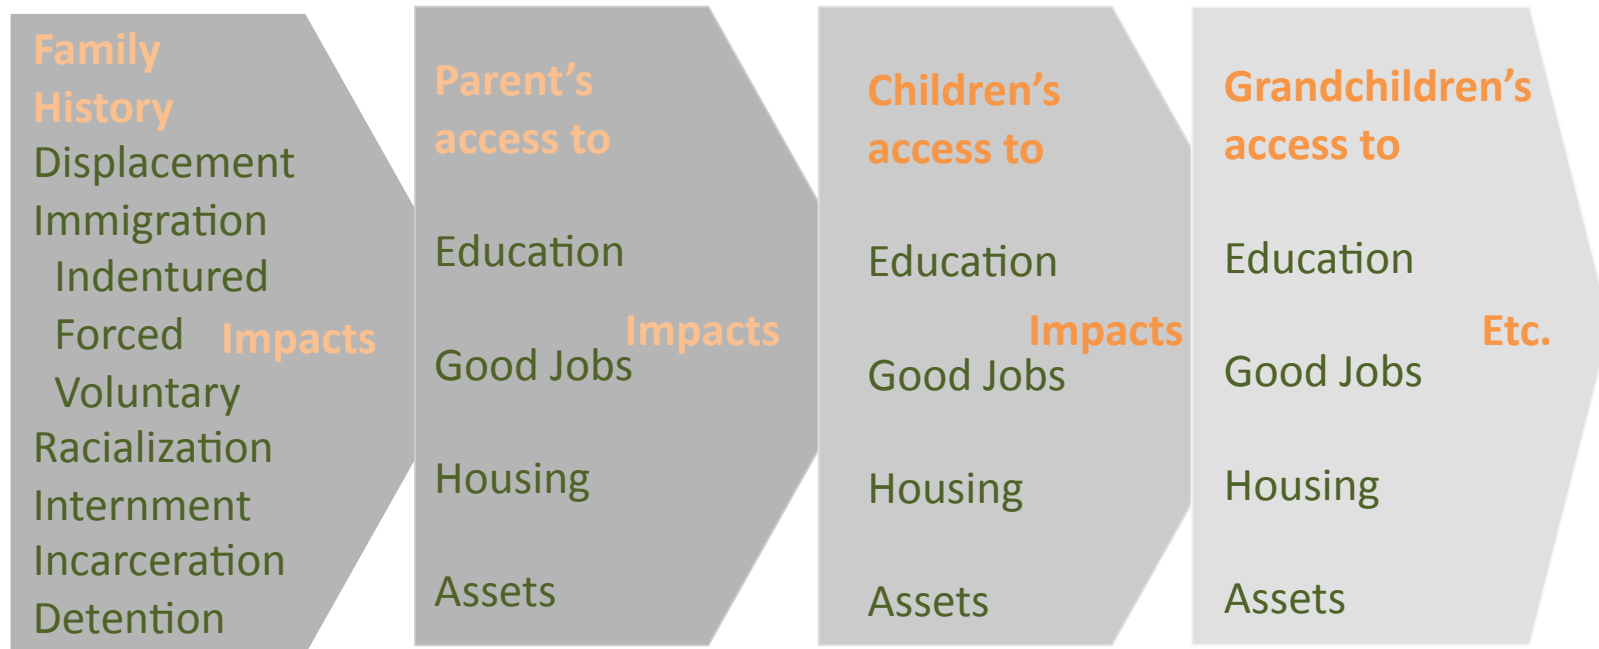 Family
History
Displacement
Immigration
Indentured
Forced
Impacts
Voluntary
Racialization
Internment
Incarceration
Detention
Parent’s
access to
Education
Impacts
Good Jobs
Housing
Assets
Children’s
access to
Education
Impacts
Good Jobs
Housing
Assets
Grandchildren’s
access to
Education
Etc.
Good Jobs
Housing
Assets